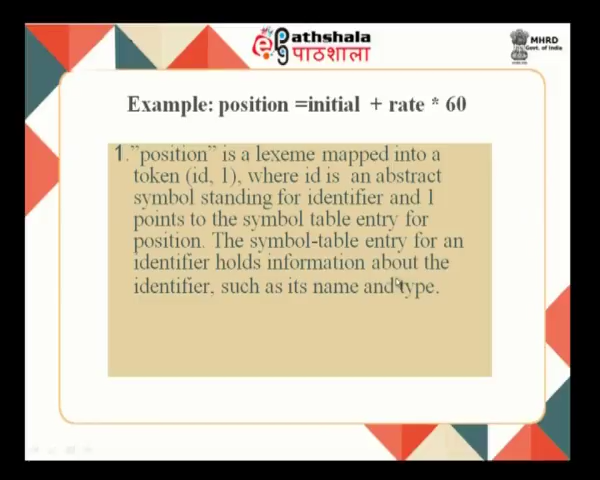 ePathshala
पाठशाला
MHRD
Govt. of India
Example: position =initial + rate * 60
1."position" is a lexeme mapped into a
token (id, 1), where id is an abstract
symbol standing for identifier and 1
points to the symbol table entry for
position. The symbol-table entry for an
identifier holds information about the
identifier, such as its name and type.